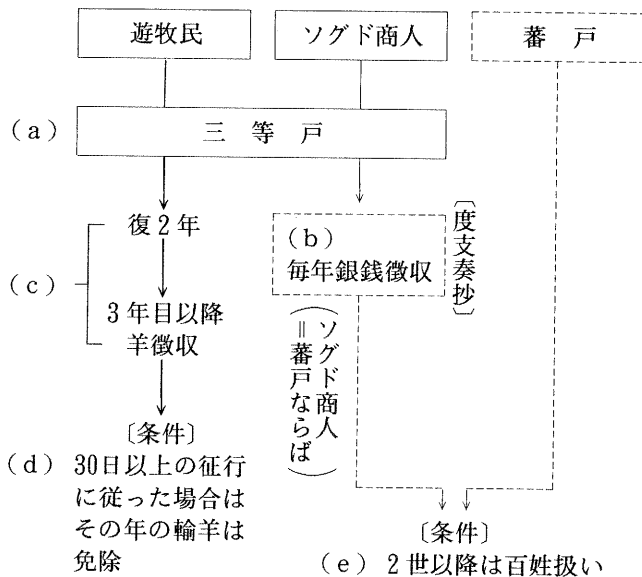 遊牧民
ソグド商人
蕃戸
(a)
三等戸
復2年
(c)
3年目以降
羊徴収
(b)
毎年銀銭徴収
〔度支奏抄〕
(ソグド商人
＝蕃戸ならば)
〔条件〕
(d) 30日以上の征行
に従った場合は
その年の輸羊は
免除
〔条件〕
(e) 2世以降は百姓扱い